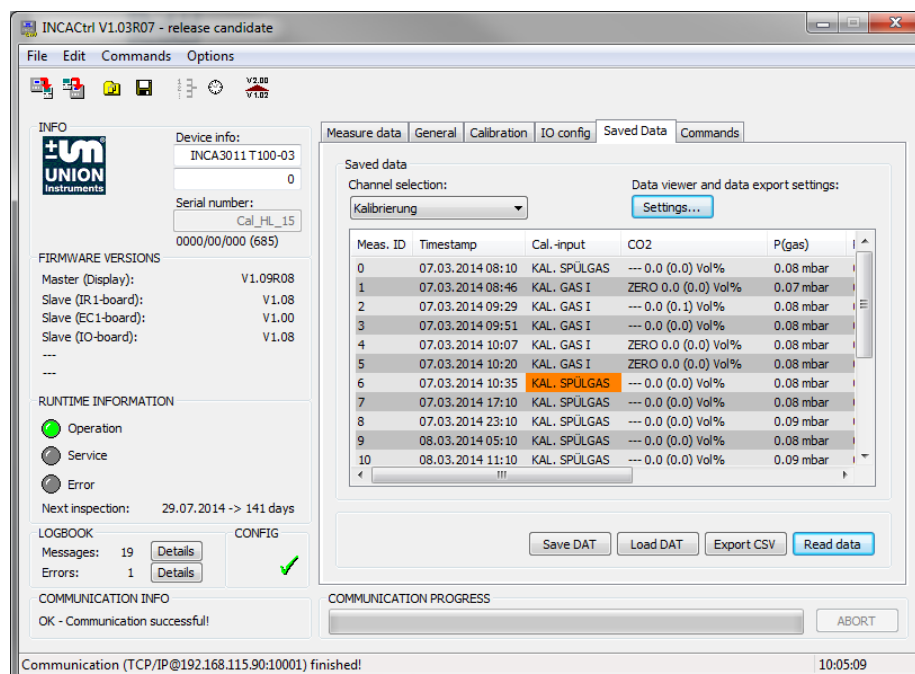 INCACtrl V1.03R07 - release candidate
File Edit Commands Options
V2.00
V1.02
INFO
±um
UNION
Instruments
Device info:
INCA3011 T100-03
0
Serial number:
Cal_HL_15
0000/00/000 (685)
FIRMWARE VERSIONS
Master (Display): V1.09R08
Slave (IR1-board): V1.08
Slave (EC1-board): V1.00
Slave (IO-board): V1.08
---
---
RUNTIME INFORMATION
Operation
Service
Error
Next inspection: 29.07.2014 -> 141 days
LOGBOOK
Messages: 19 Details
Errors: 1 Details
CONFIG
COMMUNICATION INFO
OK - Communication successful!
Measure data General Calibration IO config Saved Data Commands
Saved data
Channel selection:
Kalibrierung
Data viewer and data export settings:
Settings...
Meas. ID Timestamp Cal.-input CO2 P(gas)
0 07.03.2014 08:10 KAL. SPÜLGAS --- 0.0 (0.0) Vol% 0.08 mbar
1 07.03.2014 08:46 KAL. GAS I ZERO 0.0 (0.0) Vol% 0.07 mbar
2 07.03.2014 09:29 KAL. GAS I --- 0.0 (0.1) Vol% 0.08 mbar
3 07.03.2014 09:51 KAL. GAS I --- 0.0 (0.0) Vol% 0.08 mbar
4 07.03.2014 10:07 KAL. GAS I ZERO 0.0 (0.0) Vol% 0.08 mbar
5 07.03.2014 10:20 KAL. GAS I ZERO 0.0 (0.0) Vol% 0.08 mbar
6 07.03.2014 10:35 KAL. SPÜLGAS --- 0.0 (0.0) Vol% 0.08 mbar
7 07.03.2014 17:10 KAL. SPÜLGAS --- 0.0 (0.0) Vol% 0.08 mbar
8 07.03.2014 23:10 KAL. SPÜLGAS --- 0.0 (0.0) Vol% 0.09 mbar
9 08.03.2014 05:10 KAL. SPÜLGAS --- 0.0 (0.0) Vol% 0.08 mbar
10 08.03.2014 11:10 KAL. SPÜLGAS --- 0.0 (0.0) Vol% 0.09 mbar
Save DAT Load DAT Export CSV Read data
COMMUNICATION PROGRESS
ABORT
Communication (TCP/IP@192.168.115.90:10001) finished! 10:05:09